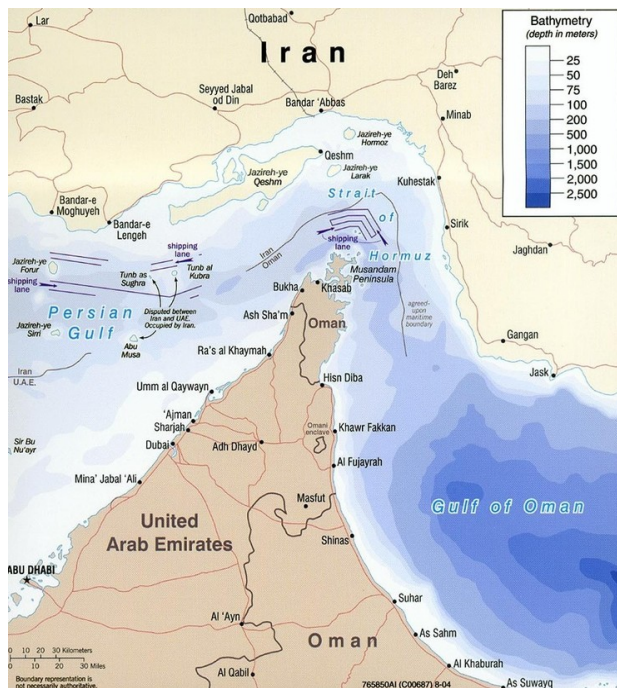 Lar
Qotbabad
Iran
Bathymetry
(depth in meters)
25
50
75
100
200
500
1,000
1,500
2,000
2,500
Bastak
Seyyed Jabal
od Din
Bandar ‘Abbas
Deh
Barez
Minab
Jazireh-ye
Hormoz
Qeshm
Jazireh-ye
Qeshm
Jazireh-ye
Larak
Kuhestak
Strait
of
Hormuz
Bandar-e
Moghuyeh
Bandar-e
Lengeh
Sirik
Jaghdan
shipping
lane
Iran
Oman
shipping
lane
Jazireh-ye
Forur
Tunb as
Sughra
Tunb al
Kubra
shipping
lane
Musandam
Peninsula
Bukha
Khasab
Disputed between
Iran and UAE.
Occupied by Iran.
Persian
Gulf
Jazireh-ye
Sirri
Abu
Musa
Ash Sha’m
Oman
agreed-
upon
maritime
boundary
Gangan
Jask
Ra’s al Khaymah
Iran
U.A.E.
Hisn Diba
Umm al Qaywayn
‘Ajman
Sharjah
Dubai
Omani
enclave
Khawr Fakkan
Adh Dhayd
Sir Bu
Nu’ayr
Al Fujayrah
Mina’ Jabal ‘Ali
Masfut
Gulf of Oman
United
Arab Emirates
Shinas
ABU DHABI
Suhar
Al ‘Ayn
Oman
As Sahm
0 10 20 30 Kilometers
0 10 20 30 Miles
Al Khaburah
Al Qabil
Boundary representation is
not necessarily authoritative.
765850AI (C00687) 8-04
As Suwayq